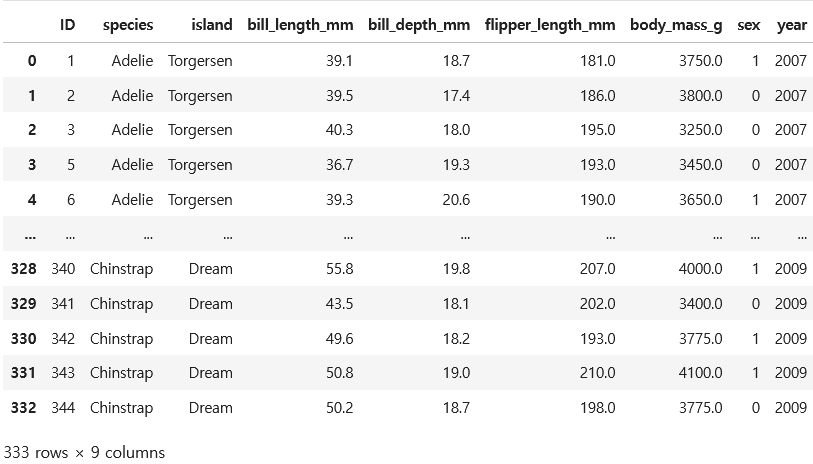 ID species island bill_length_mm bill_depth_mm flipper_length_mm body_mass_g sex year
0 1 Adelie Torgersen 39.1 18.7 181.0 3750.0 1 2007
1 2 Adelie Torgersen 39.5 17.4 186.0 3800.0 0 2007
2 3 Adelie Torgersen 40.3 18.0 195.0 3250.0 0 2007
3 5 Adelie Torgersen 36.7 19.3 193.0 3450.0 0 2007
4 6 Adelie Torgersen 39.3 20.6 190.0 3650.0 1 2007
... ... ... ... ... ... ... ... ... ...
328 340 Chinstrap Dream 55.8 19.8 207.0 4000.0 1 2009
329 341 Chinstrap Dream 43.5 18.1 202.0 3400.0 0 2009
330 342 Chinstrap Dream 49.6 18.2 193.0 3775.0 1 2009
331 343 Chinstrap Dream 50.8 19.0 210.0 4100.0 1 2009
332 344 Chinstrap Dream 50.2 18.7 198.0 3775.0 0 2009
333 rows × 9 columns